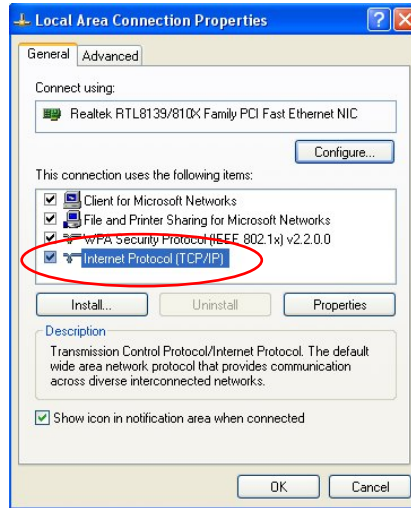 Local Area Connection Properties
General Advanced
Connect using:
Realtek RTL8139/810X Family PCI Fast Ethernet NIC
Configure...
This connection uses the following items:
Client for Microsoft Networks
File and Printer Sharing for Microsoft Networks
WPA Security Protocol (IEEE 802.1x) v2.2.0.0
Internet Protocol (TCP/IP)
Install... Uninstall Properties
Description
Transmission Control Protocol/Internet Protocol. The default
wide area network protocol that provides communication
across diverse interconnected networks.
Show icon in notification area when connected
OK Cancel